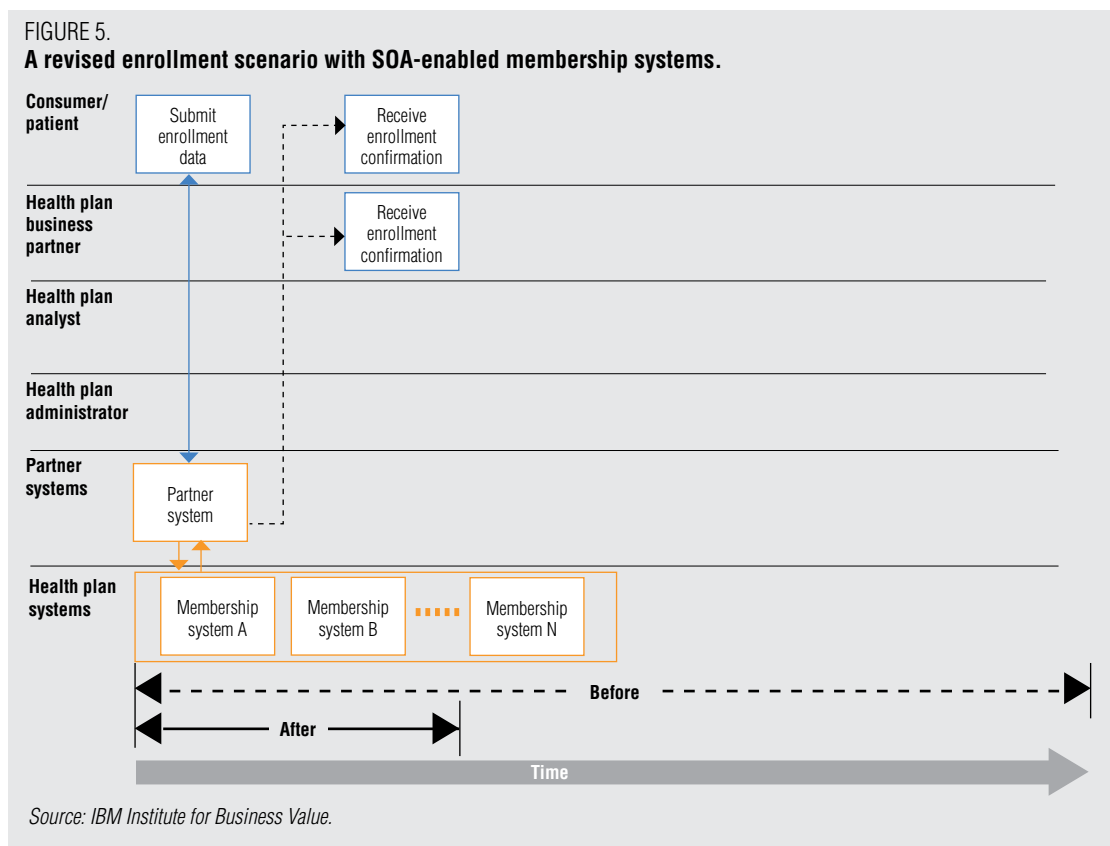 FIGURE 5.
A revised enrollment scenario with SOA-enabled membership systems.
Consumer/
patient
Submit
enrollment
data
Receive
enrollment
confirmation
Health plan
business
partner
Receive
enrollment
confirmation
Health plan
analyst
Health plan
administrator
Partner
systems
Partner
system
Health plan
systems
Membership
system A
Membership
system B
Membership
system N
Before
After
Time
Source: IBM Institute for Business Value.